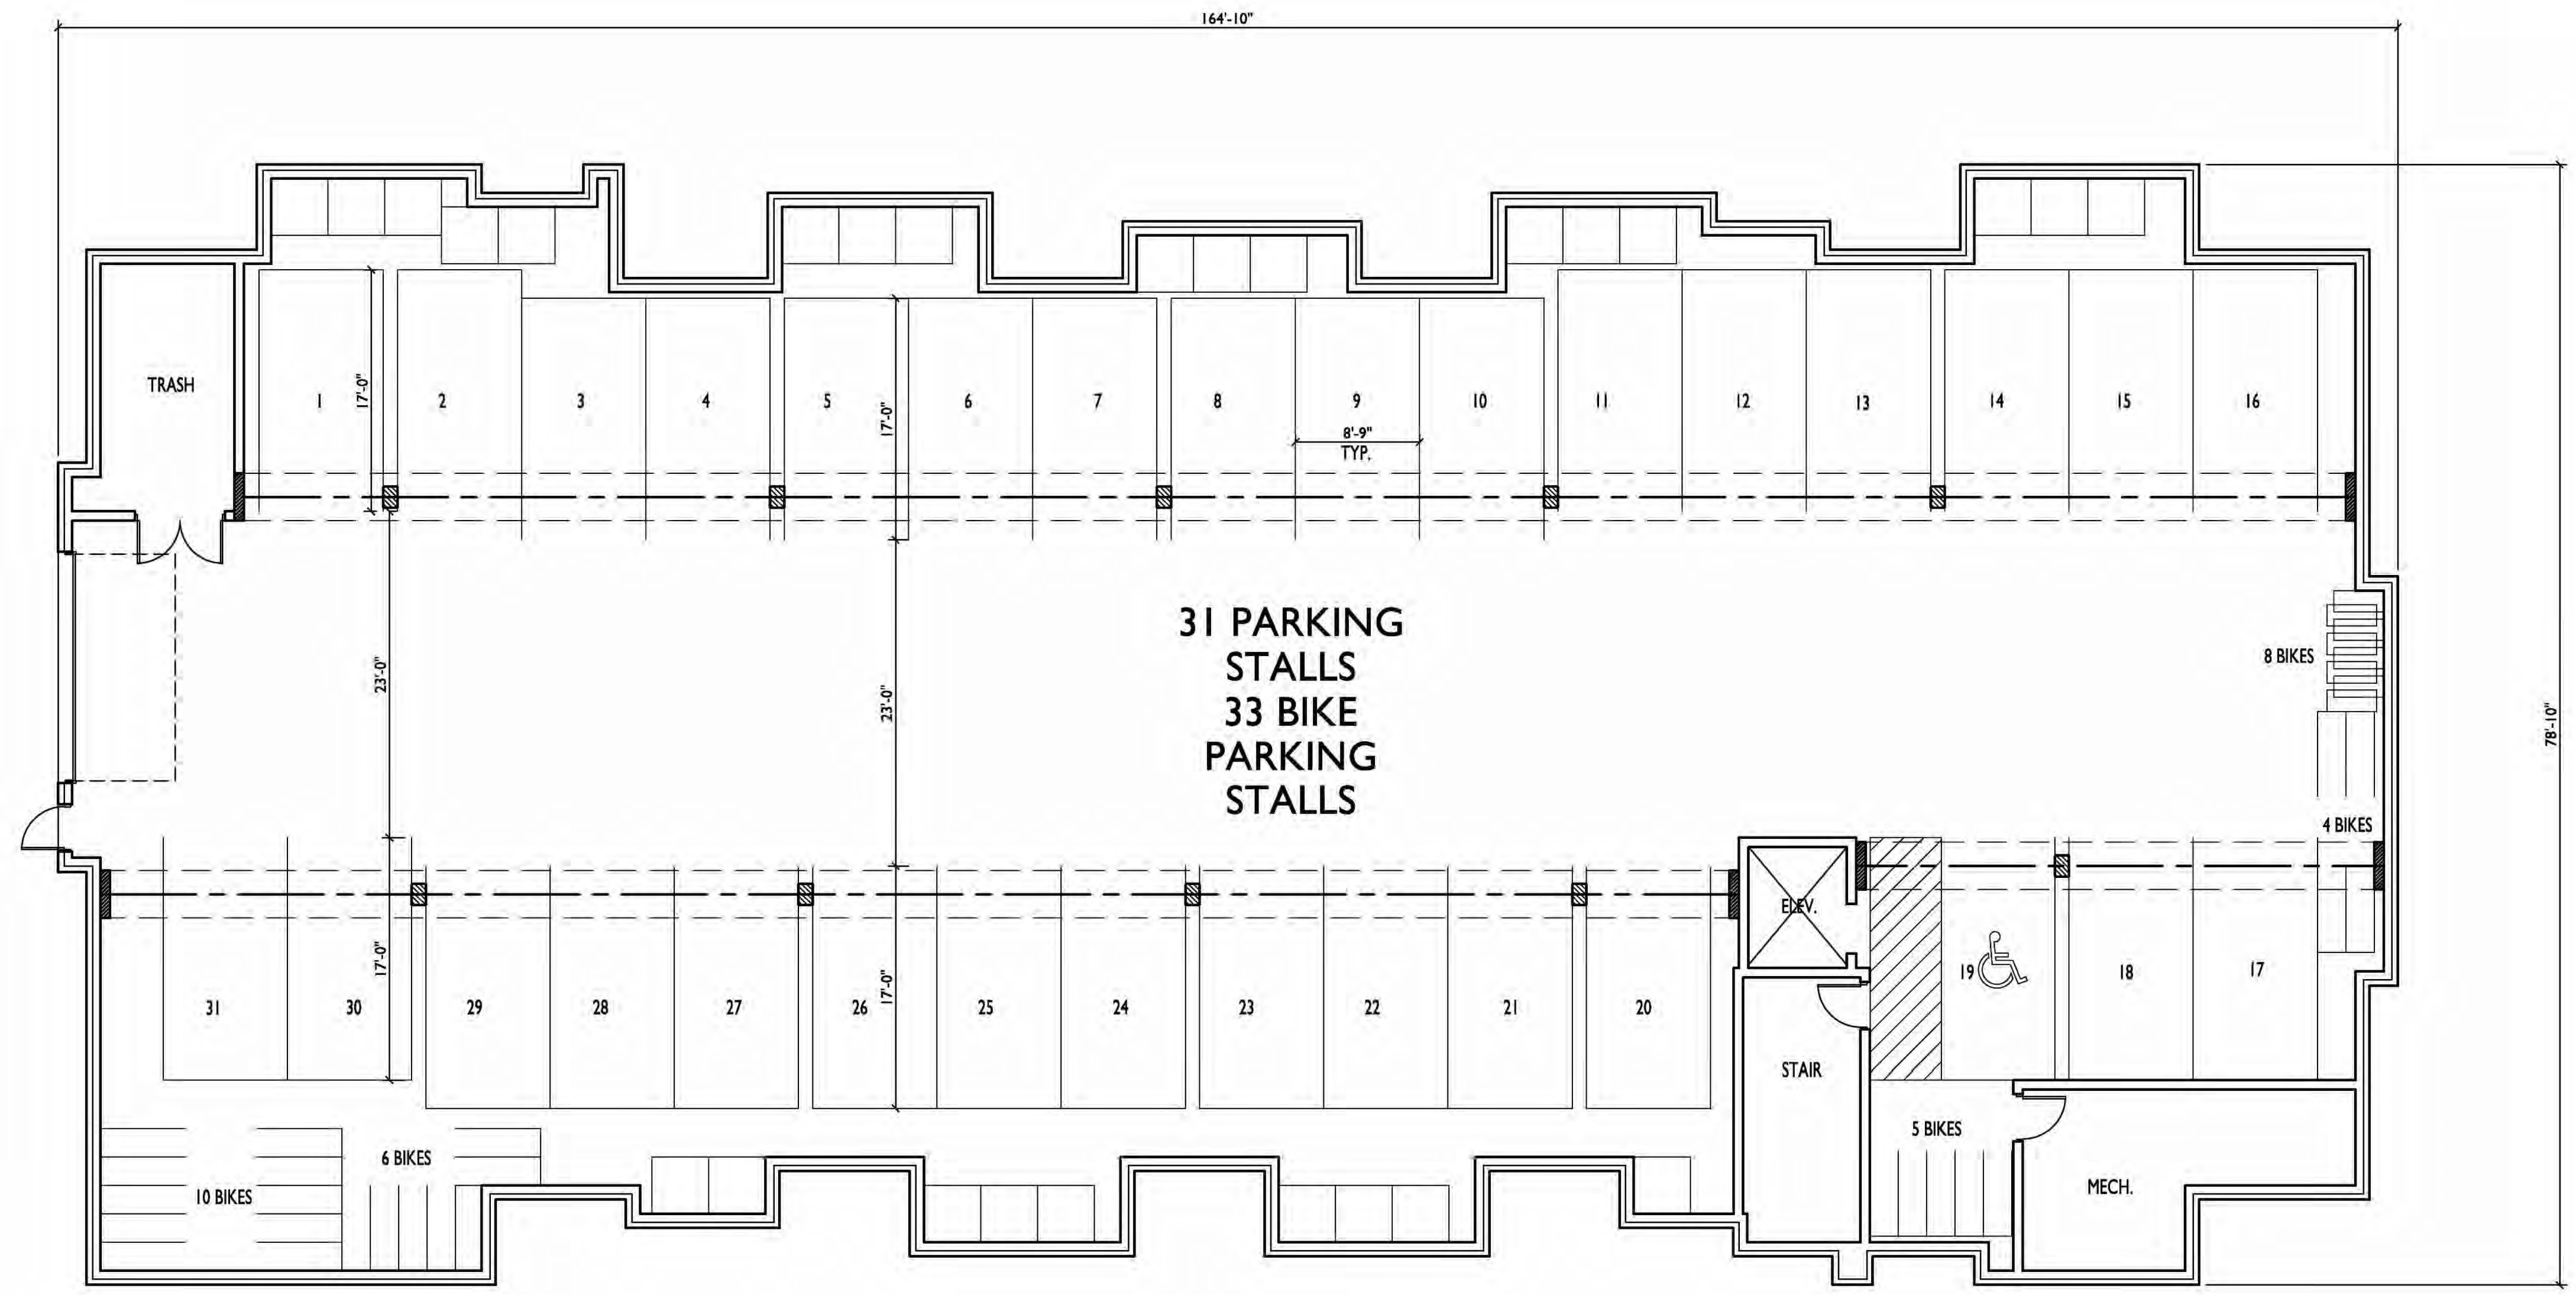 164'-10"
TRASH
1
17'-0"
2
3
4
5
17'-0"
6
7
8
9
10
11
12
13
14
15
16
8'-9"
TYP.
31 PARKING
STALLS
33 BIKE
PARKING
STALLS
23'-0"
23'-0"
8 BIKES
78'-10"
4 BIKES
ELEV.
17'-0"
17'-0"
31
30
29
28
27
26
25
24
23
22
21
20
19
18
17
STAIR
5 BIKES
6 BIKES
10 BIKES
MECH.